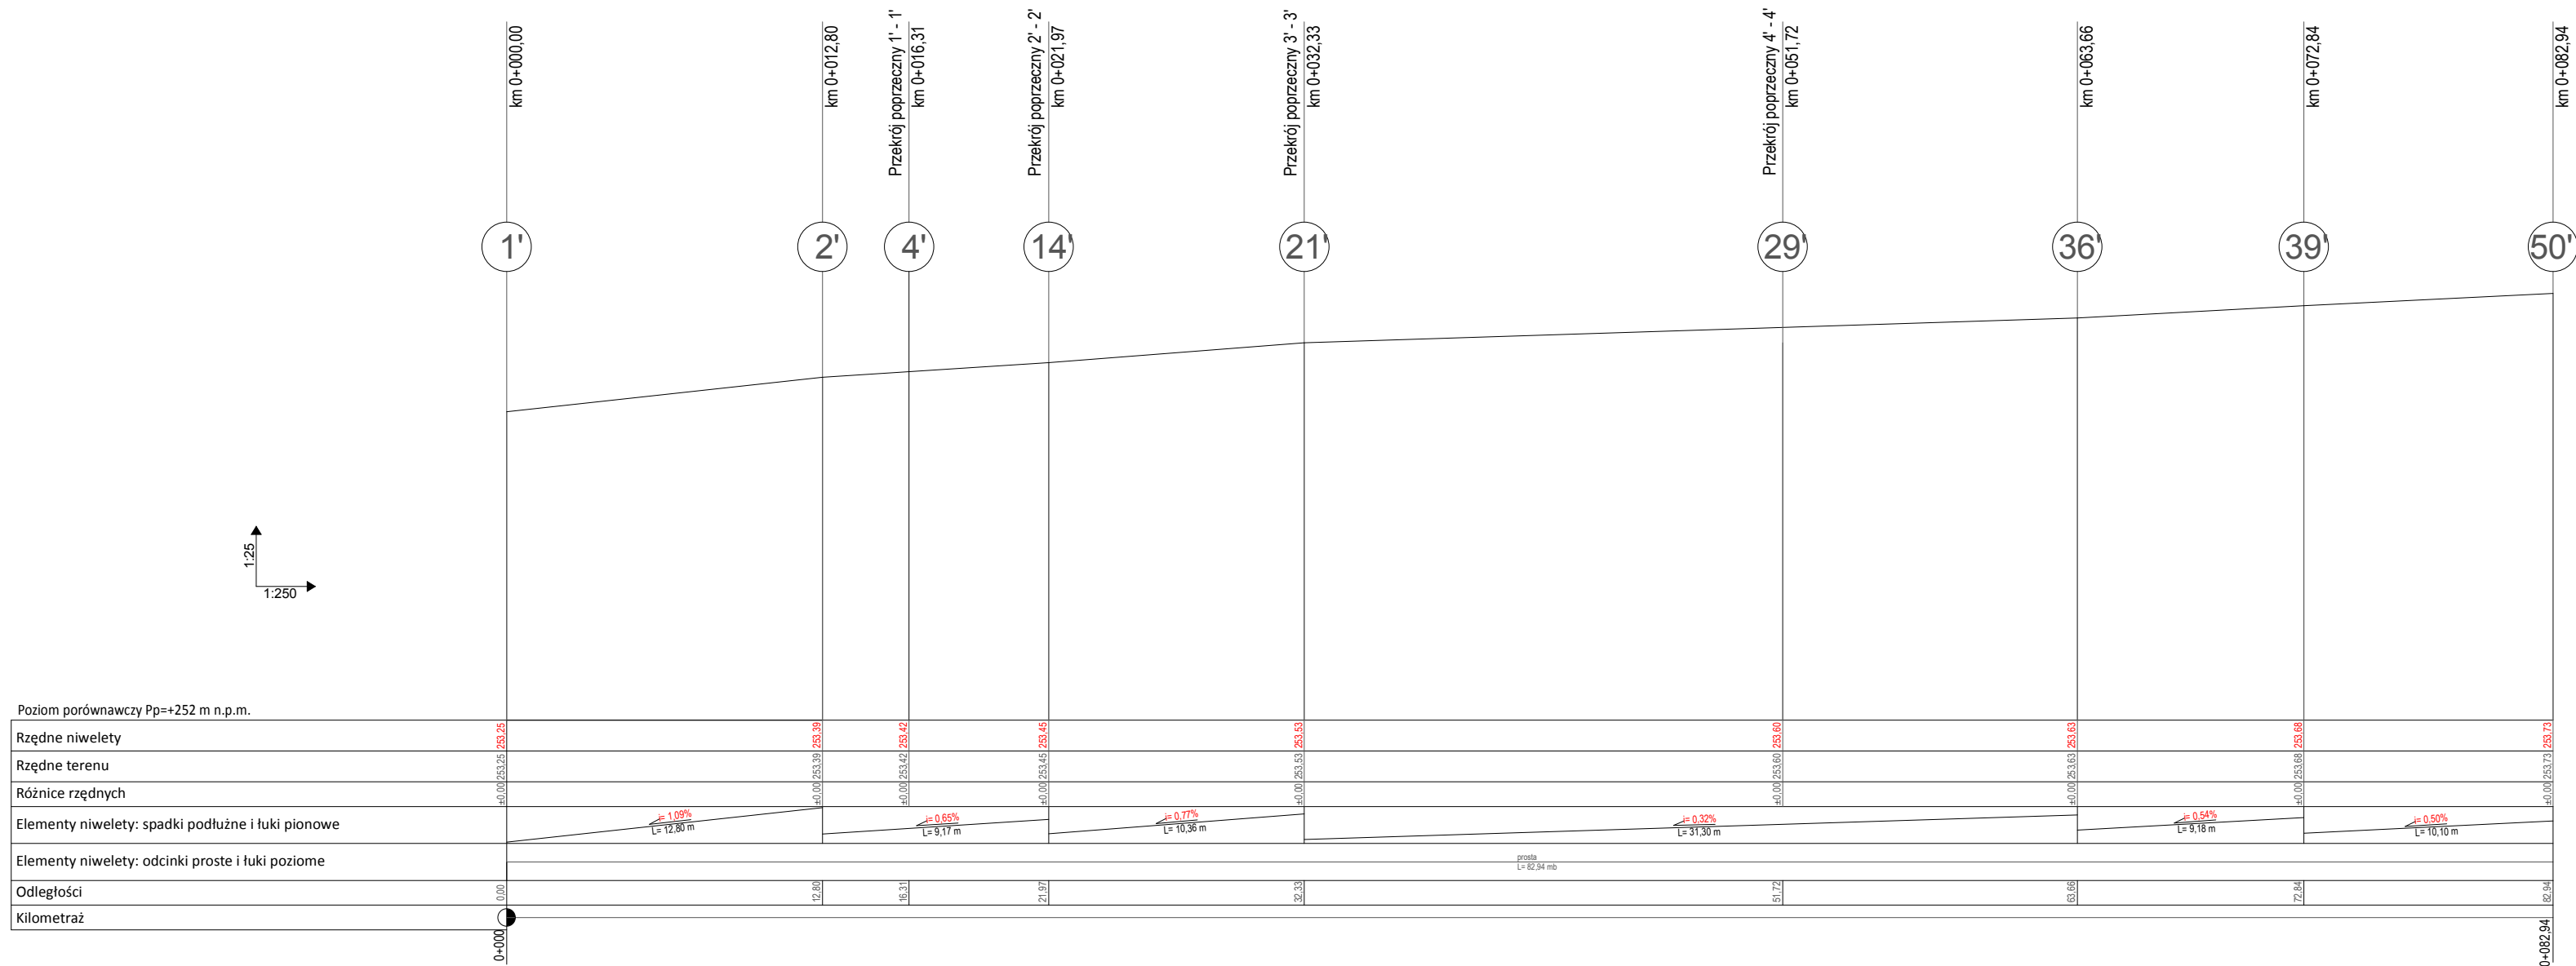 km 0+000,00
km 0+012,80
Przekrój poprzeczny 1' - 1'
km 0+016,31
Przekrój poprzeczny 2' - 2'
km 0+021,97
Przekrój poprzeczny 3' - 3'
km 0+032,33
Przekrój poprzeczny 4' - 4'
km 0+051,72
km 0+063,66
km 0+072,84
km 0+082,94
1' 2' 4' 14' 21' 29' 36' 39' 50'
1:25
1:250
Poziom porównawczy Pp=+252 m n.p.m.
Rzędne niwelety 253,25 253,39 253,42 253,45 253,53 253,60 253,63 253,68 253,73
Rzędne terenu 253,25 253,39 253,42 253,45 253,53 253,60 253,63 253,68 253,73
Różnice rzędnych ±0,00 ±0,00 ±0,00 ±0,00 ±0,00 ±0,00 ±0,00 ±0,00 ±0,00
Elementy niwelety: spadki podłużne i łuki pionowe
i= 1,09%
L= 12,80 m
i= 0,65%
L= 9,17 m
i= 0,77%
L= 10,36 m
i= 0,32%
L= 31,30 m
i= 0,54%
L= 9,18 m
i= 0,50%
L= 10,10 m
Elementy niwelety: odcinki proste i łuki poziome
prosta
L= 82,94 mb
Odległości 0,00 12,80 16,31 21,97 32,33 51,72 63,66 72,84 82,94
Kilometraż
0+000
0+082,94